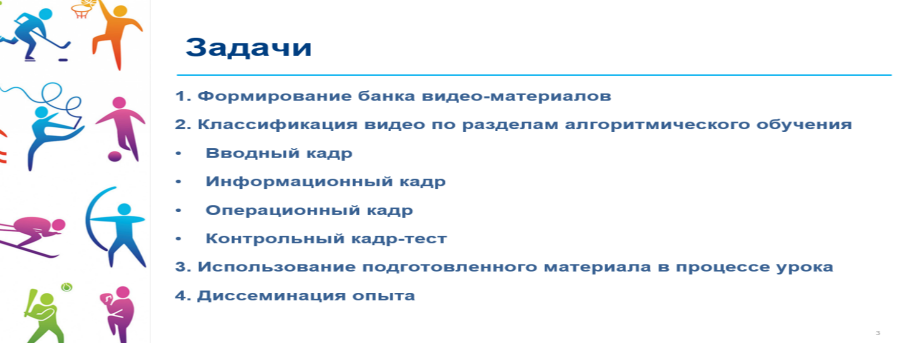 Задачи
1. Формирование банка видео-материалов
2. Классификация видео по разделам алгоритмического обучения
• Вводный кадр
• Информационный кадр
• Операционный кадр
• Контрольный кадр-тест
3. Использование подготовленного материала в процессе урока
4. Диссеминация опыта
3